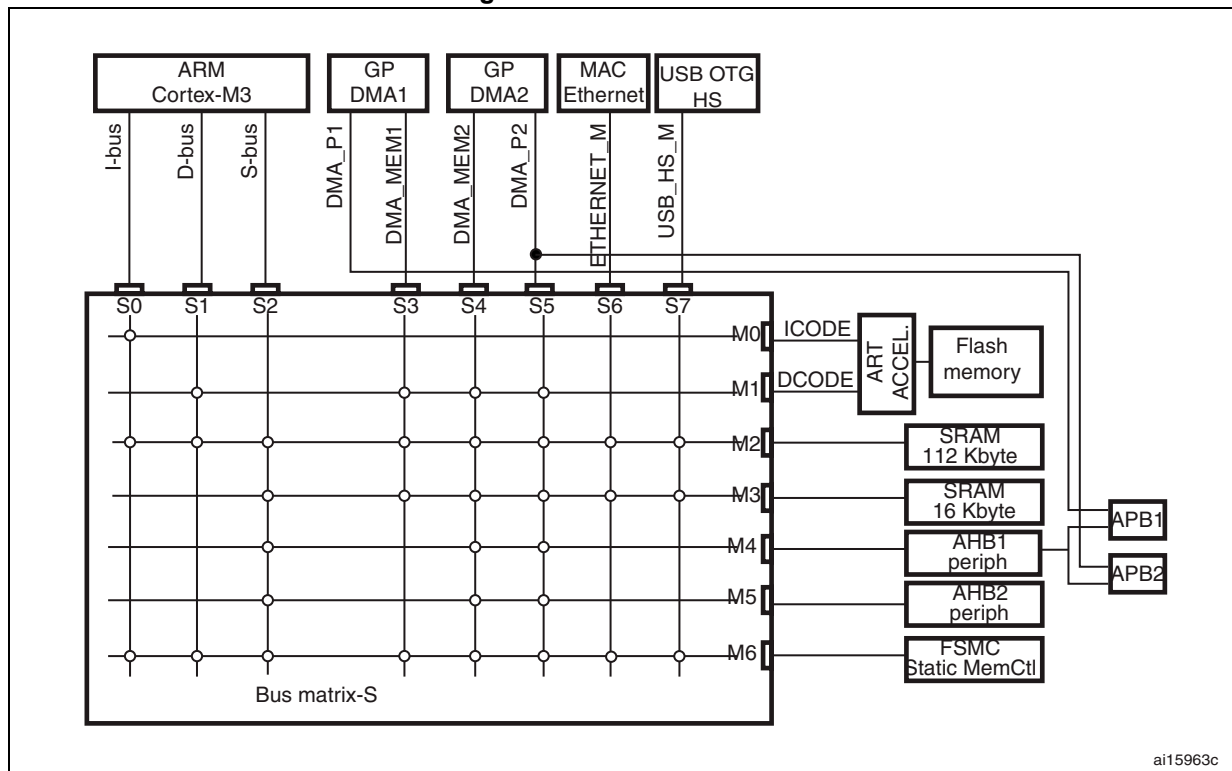 ARM
Cortex-M3
GP
DMA1
GP
DMA2
MAC
Ethernet
USB OTG
HS
I-bus
D-bus
S-bus
DMA_P1
DMA_MEM1
DMA_MEM2
DMA_P2
ETHERNET_M
USB_HS_M
S0
S1
S2
S3
S4
S5
S6
S7
M0
ICODE
M1
DCODE
ART
ACCEL.
Flash
memory
M2
SRAM
112 Kbyte
M3
SRAM
16 Kbyte
M4
AHB1
periph
APB1
APB2
M5
AHB2
periph
M6
FSMC
Static MemCtl
Bus matrix-S
ai15963c